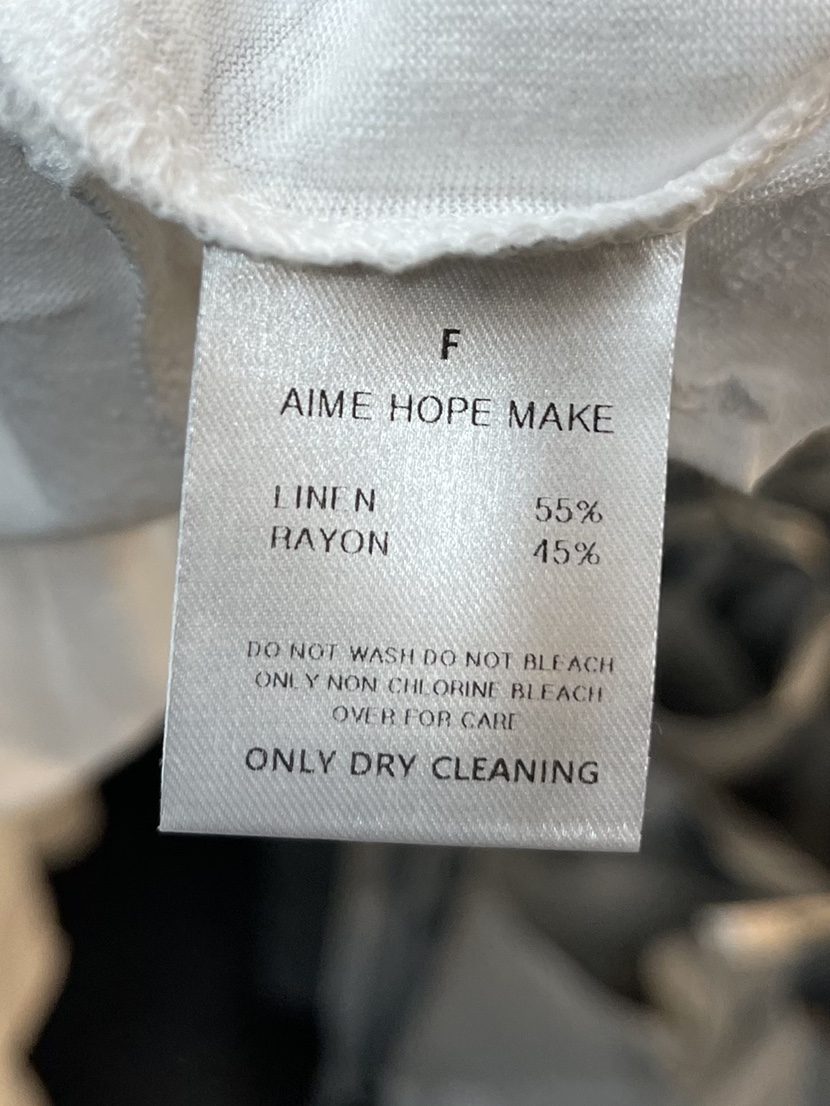 F
AIME HOPE MAKE
LINEN 55%
RAYON 45%
DO NOT WASH DO NOT BLEACH
ONLY NON CHLORINE BLEACH
OVER FOR CARE
ONLY DRY CLEANING